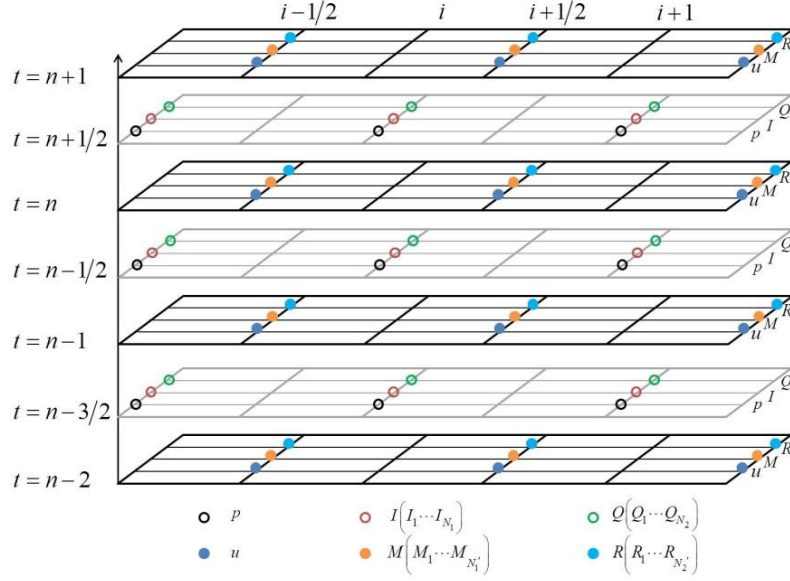 i−1/2 i i+1/2 i+1
t = n+1 u M R
t = n+1/2 p I Q
t = n u M R
t = n−1/2 p I Q
t = n−1 u M R
t = n−3/2 p I Q
t = n−2 u M R
p I(I₁⋯I_{N₁}) Q(Q₁⋯Q_{N₂})
u M(M₁⋯M_{N₁'}) R(R₁⋯R_{N₂'})